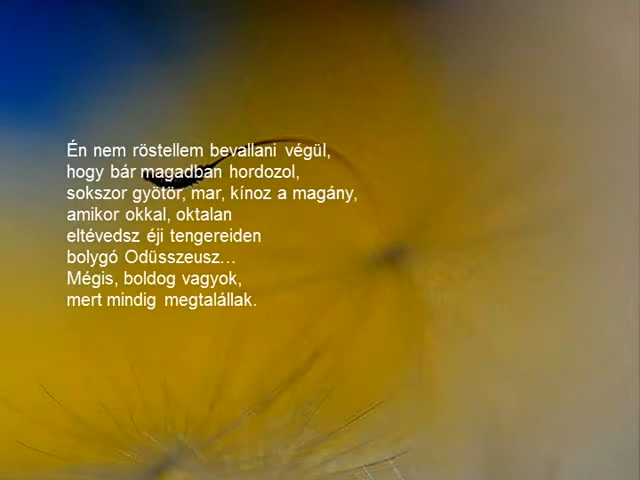 Én nem röstellem bevallani végül,
hogy bár magadban hordozol,
sokszor gyötör, mar, kínoz a magány,
amikor okkal, oktalan
eltévedsz éji tengereiden
bolygó Odüsszeusz…
Mégis, boldog vagyok,
mert mindig megtalállak.